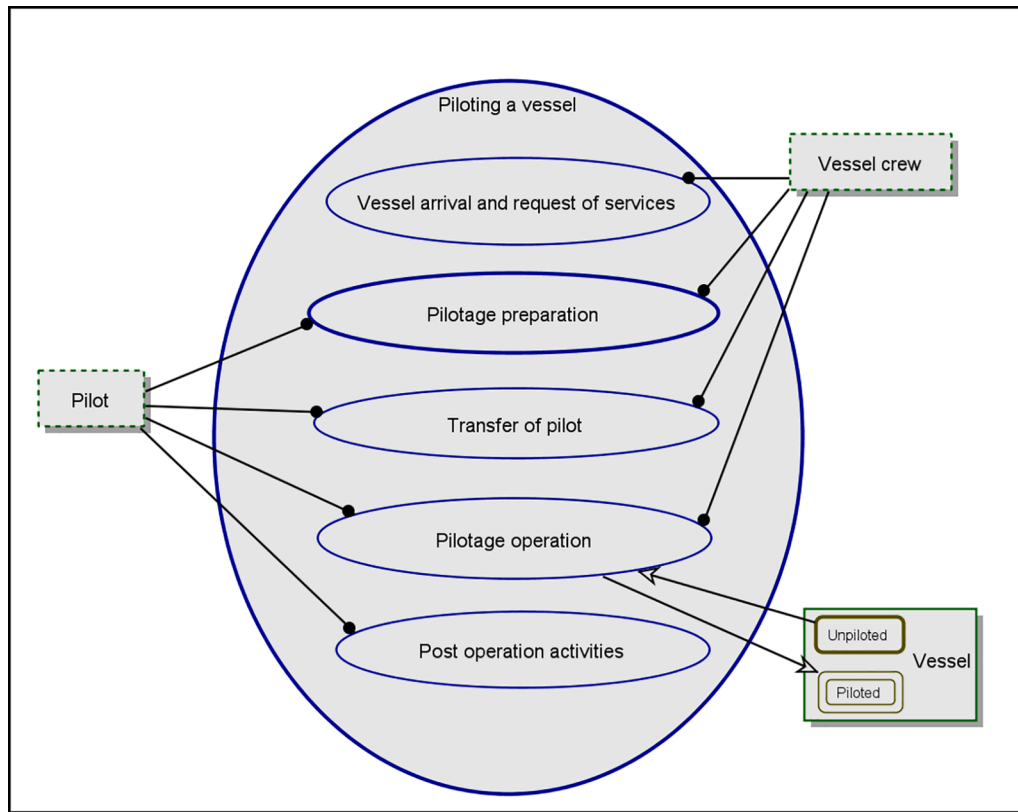 Piloting a vessel
Vessel crew
Vessel arrival and request of services
Pilotage preparation
Pilot
Transfer of pilot
Pilotage operation
Unpiloted
Vessel
Post operation activities
Piloted